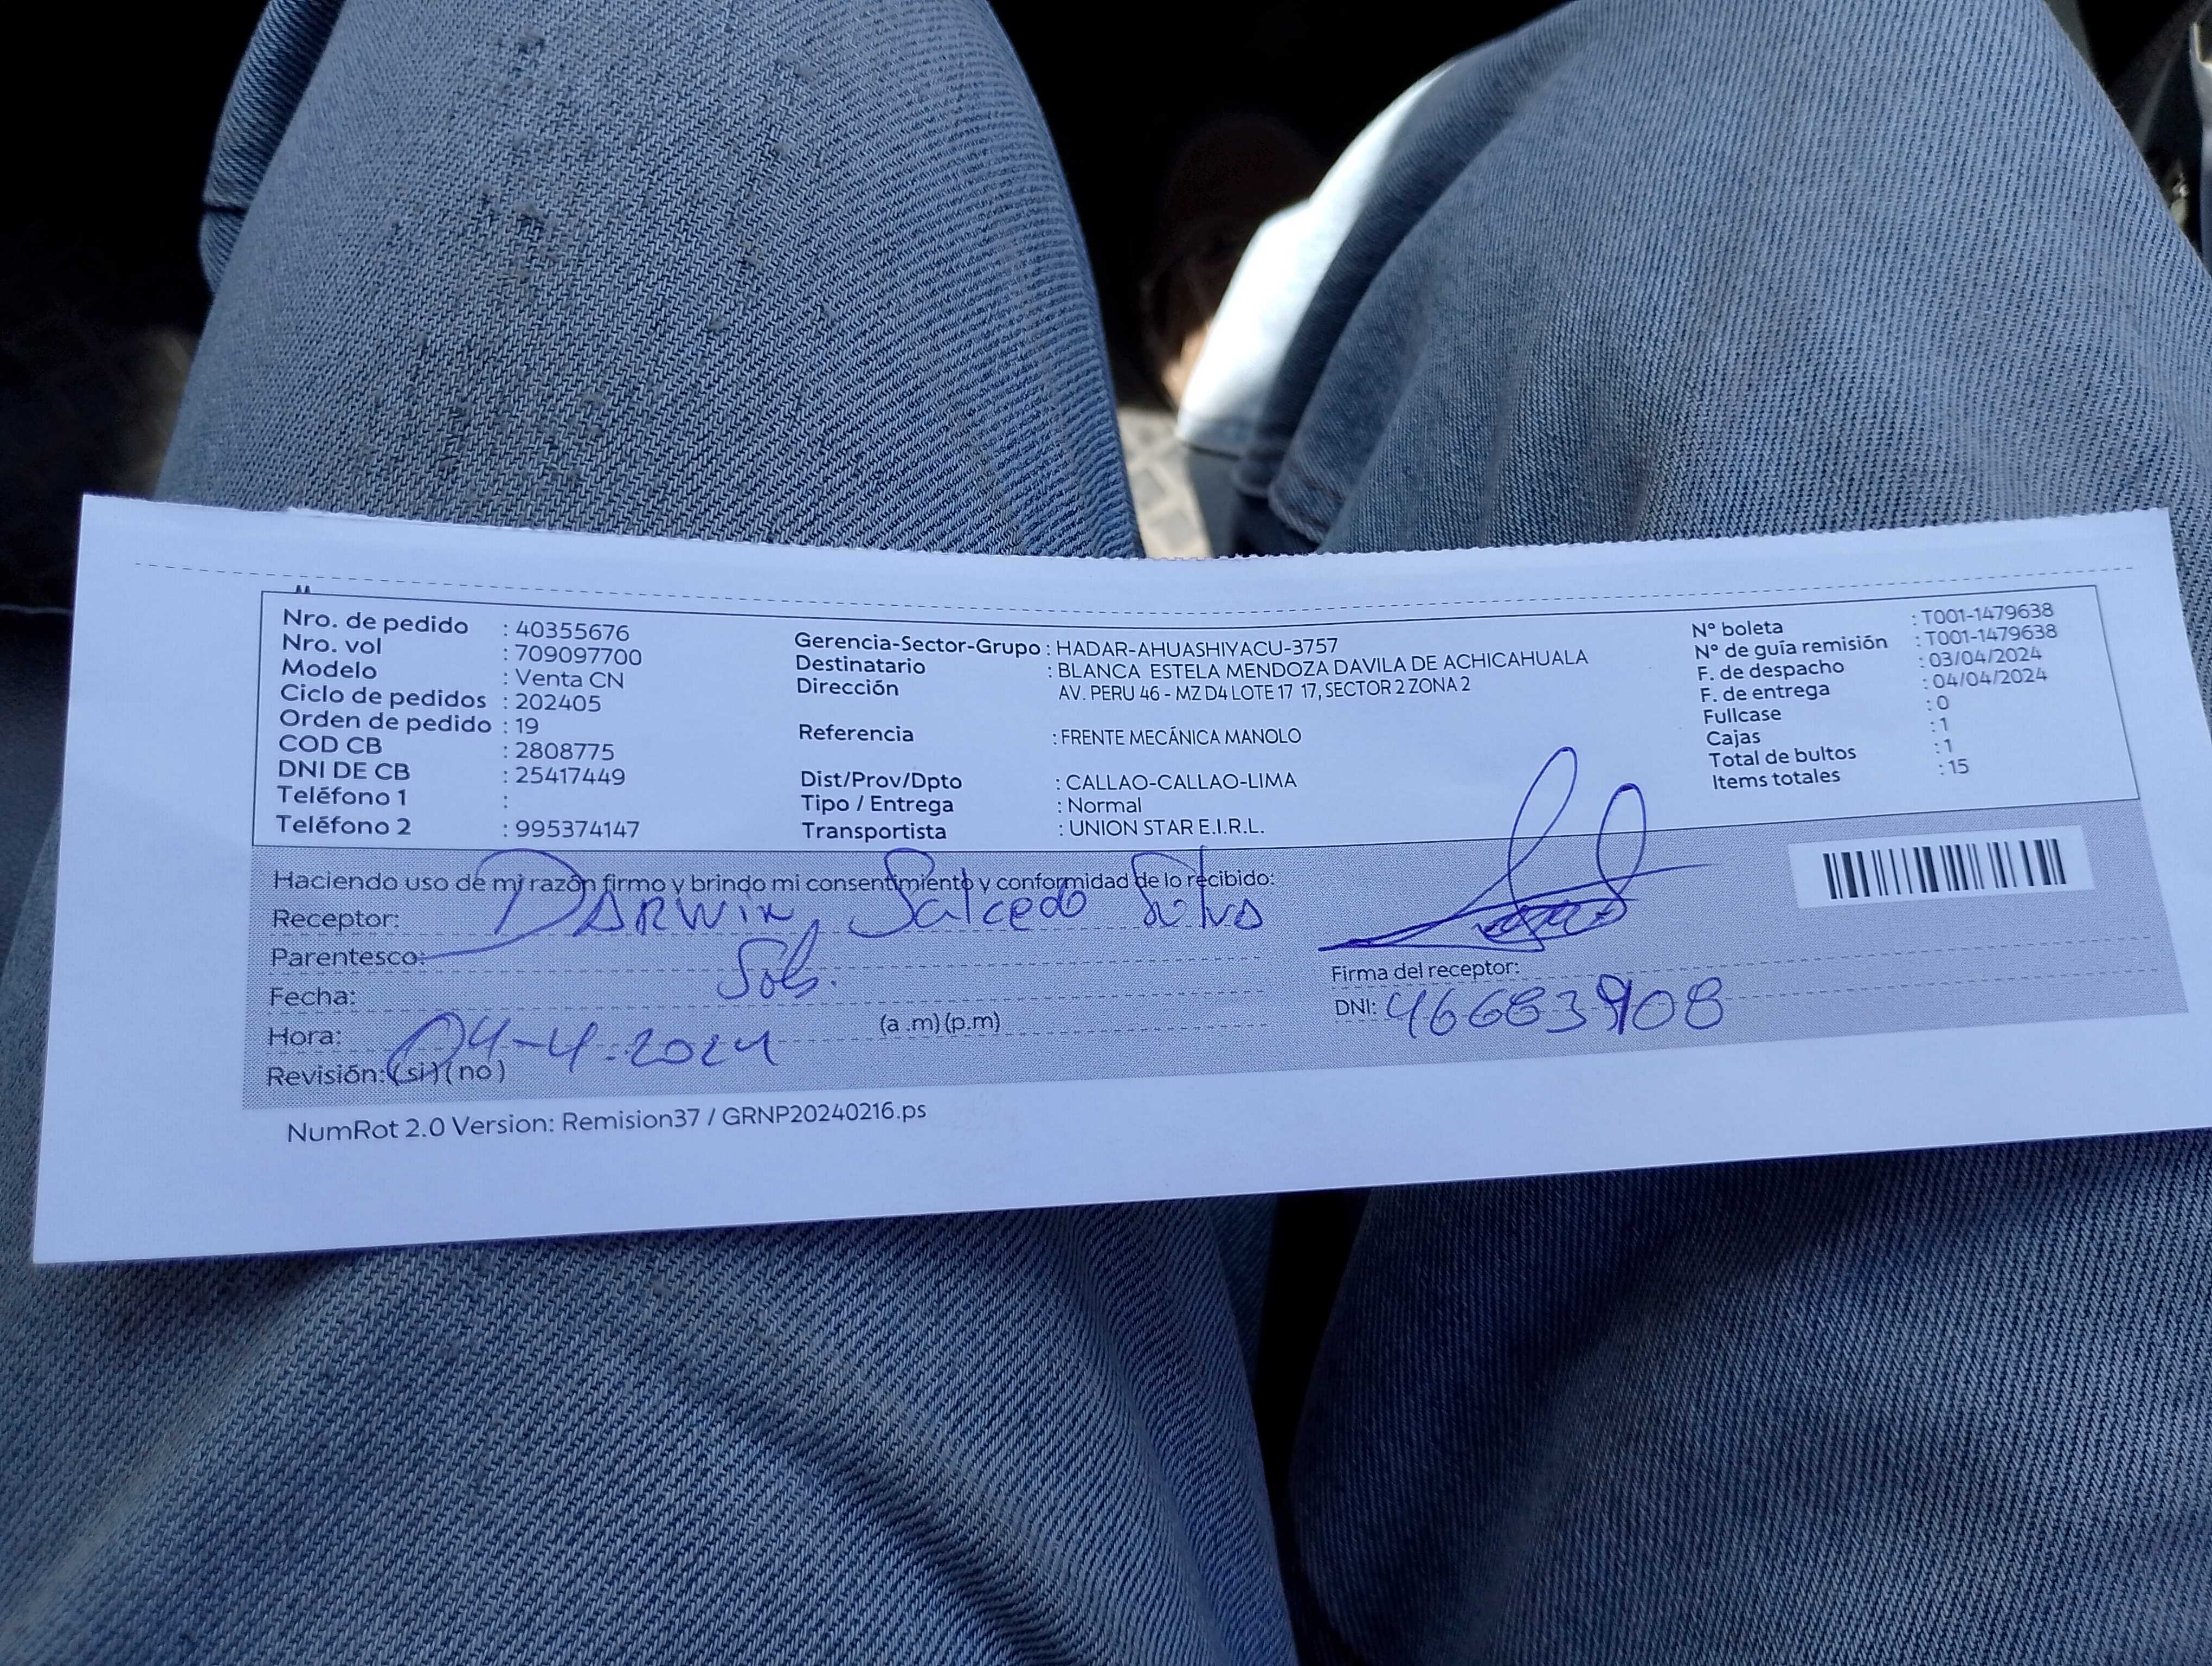 Nro. de pedido : 40355676
Nro. vol : 709097700
Modelo : Venta CN
Ciclo de pedidos : 202405
Orden de pedido : 19
COD CB : 2808775
DNI DE CB : 25417449
Teléfono 1 :
Teléfono 2 : 995374147
Gerencia-Sector-Grupo : HADAR-AHUASHIYACU-3757
Destinatario : BLANCA ESTELA MENDOZA DAVILA DE ACHICAHUALA
Dirección AV. PERU 46 - MZ D4 LOTE 17 17, SECTOR 2 ZONA 2
Referencia : FRENTE MECÁNICA MANOLO
Dist/Prov/Dpto : CALLAO-CALLAO-LIMA
Tipo / Entrega : Normal
Transportista : UNION STAR E.I.R.L.
Nº boleta : T001-1479638
Nº de guía remisión : T001-1479638
F. de despacho : 03/04/2024
F. de entrega : 04/04/2024
Fullcase : 0
Cajas : 1
Total de bultos : 1
Items totales : 15
Haciendo uso de mi razón firmo y brindo mi consentimiento y conformidad de lo recibido:
Receptor: DARWIN Salcedo
Parentesco: Sob.
Fecha:
Hora: 04-4-2024 (a .m) (p.m)
Revisión: (si) (no)
Firma del receptor:
DNI: 46683908
NumRot 2.0 Version: Remision37 / GRNP20240216.ps